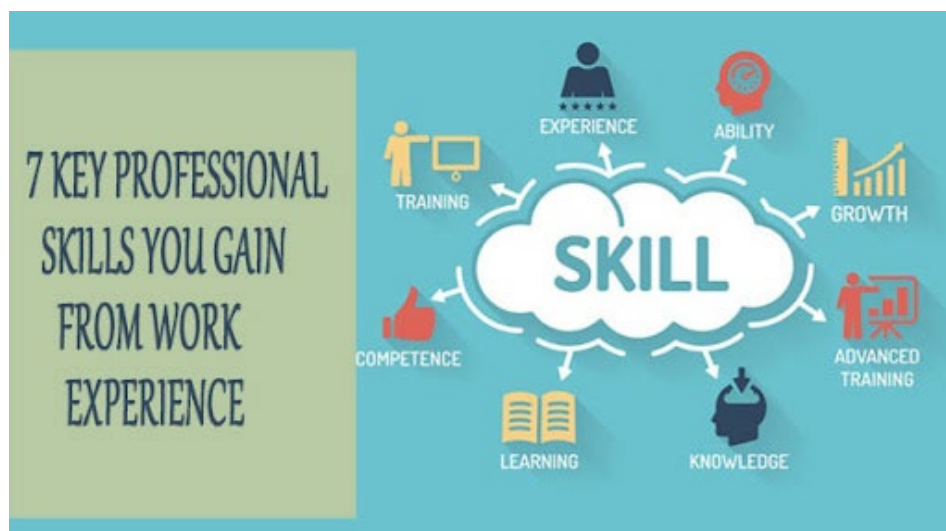 7 KEY PROFESSIONAL
SKILLS YOU GAIN
FROM WORK
EXPERIENCE
EXPERIENCE
ABILITY
TRAINING
GROWTH
SKILL
COMPETENCE
ADVANCED
TRAINING
LEARNING
KNOWLEDGE